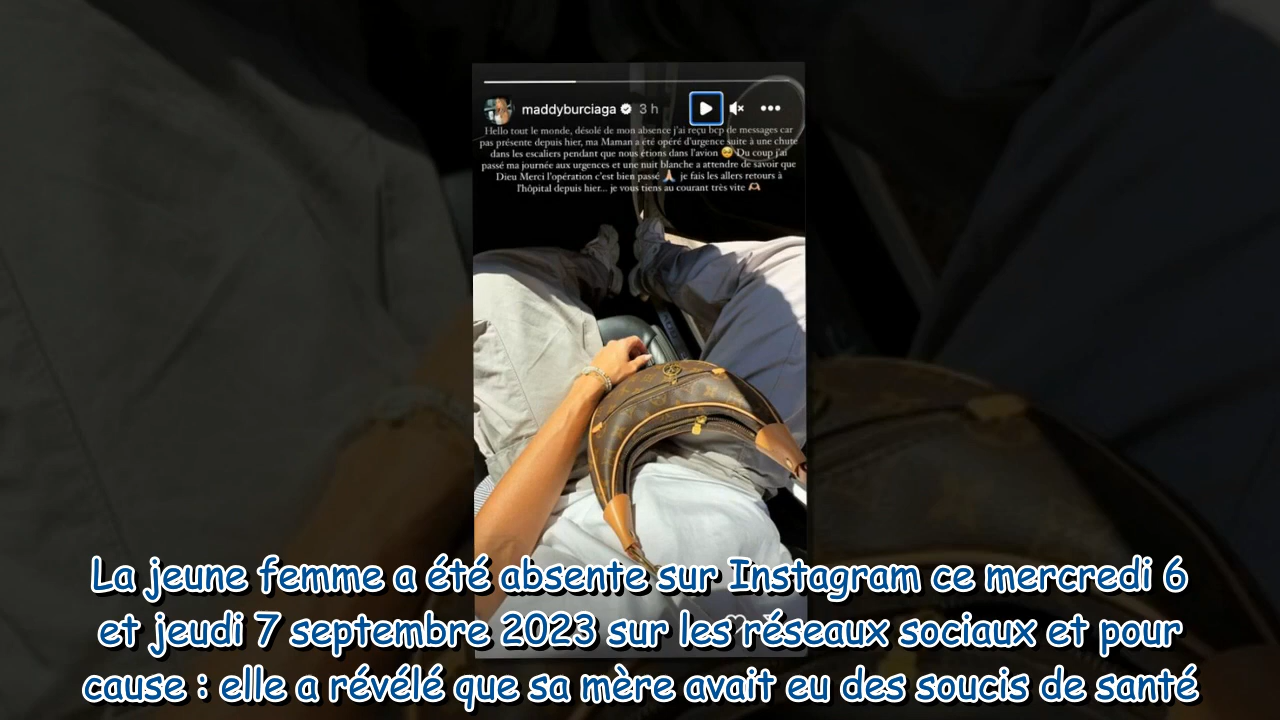 maddyburciaga 3 h
Hello tout le monde, désolé de mon absence j'ai reçu bcp de messages car
pas présente depuis hier, ma Maman a été opéré d'urgence suite à une chute
dans les escaliers pendant que nous étions dans l'avion 🥺 Du coup j'ai
passé ma journée aux urgences et une nuit blanche a attendre de savoir que
Dieu Merci l'opération c'est bien passé 🙏🏼 je fais les allers retours à
l'hôpital depuis hier... je vous tiens au courant très vite 🫶🏼
La jeune femme a été absente sur Instagram ce mercredi 6
et jeudi 7 septembre 2023 sur les réseaux sociaux et pour
cause : elle a révélé que sa mère avait eu des soucis de santé